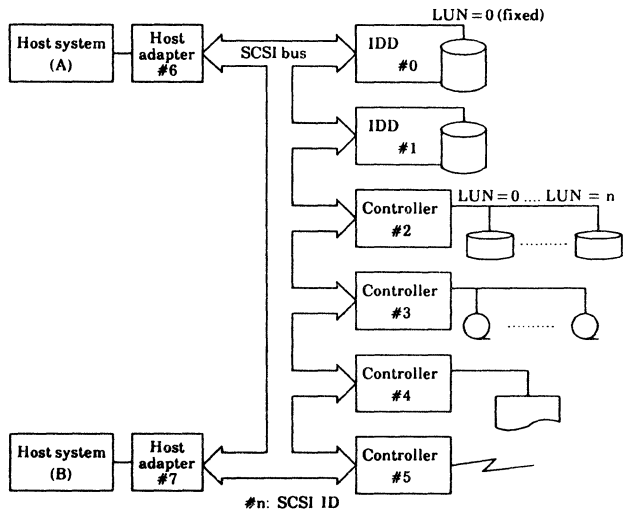 LUN = 0 (fixed)
Host system
(A)
Host
adapter
#6
SCSI bus
IDD
#0
IDD
#1
Controller
#2
LUN = 0 .... LUN = n
Controller
#3
Controller
#4
Host system
(B)
Host
adapter
#7
Controller
#5
#n: SCSI ID